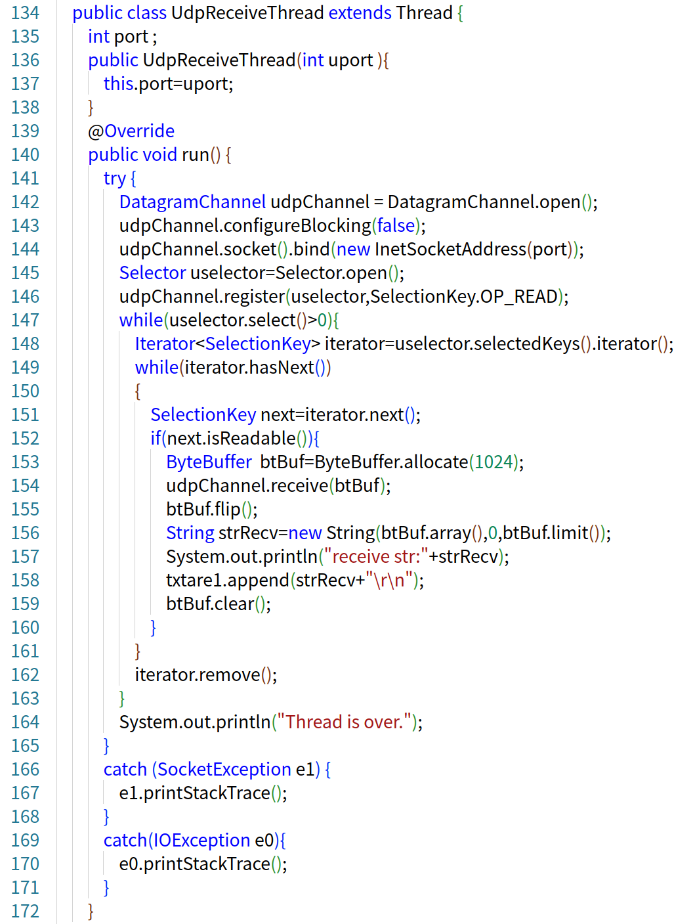 134 public class UdpReceiveThread extends Thread {
135 int port ;
136 public UdpReceiveThread(int uport ){
137 this.port=uport;
138 }
139 @Override
140 public void run() {
141 try {
142 DatagramChannel udpChannel = DatagramChannel.open();
143 udpChannel.configureBlocking(false);
144 udpChannel.socket().bind(new InetSocketAddress(port));
145 Selector uselector=Selector.open();
146 udpChannel.register(uselector,SelectionKey.OP_READ);
147 while(uselector.select()>0){
148 Iterator<SelectionKey> iterator=uselector.selectedKeys().iterator();
149 while(iterator.hasNext())
150 {
151 SelectionKey next=iterator.next();
152 if(next.isReadable()){
153 ByteBuffer  btBuf=ByteBuffer.allocate(1024);
154 udpChannel.receive(btBuf);
155 btBuf.flip();
156 String strRecv=new String(btBuf.array(),0,btBuf.limit());
157 System.out.println("receive str:"+strRecv);
158 txtare1.append(strRecv+"\r\n");
159 btBuf.clear();
160 }
161 }
162 iterator.remove();
163 }
164 System.out.println("Thread is over.");
165 }
166 catch (SocketException e1) {
167 e1.printStackTrace();
168 }
169 catch(IOException e0){
170 e0.printStackTrace();
171 }
172 }